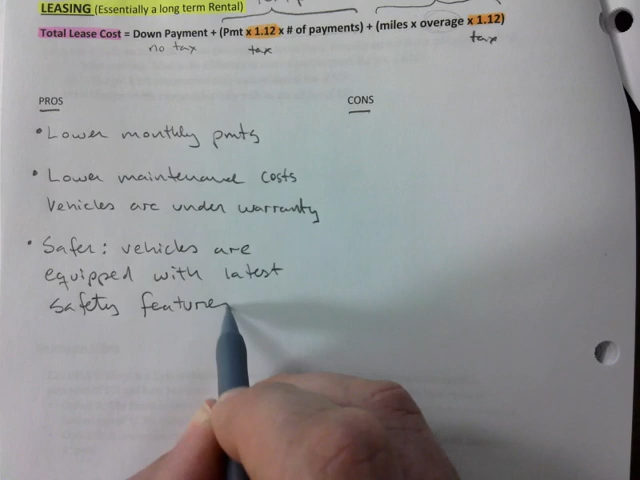 LEASING (Essentially a long term Rental)
Total Lease Cost = Down Payment + (Pmt x 1.12 x # of payments) + (miles x overage x 1.12)
no tax tax tax
PROS CONS
• Lower monthly pmts
• Lower maintenance costs
vehicles are under warranty
• Safer: vehicles are
equipped with latest
safety features